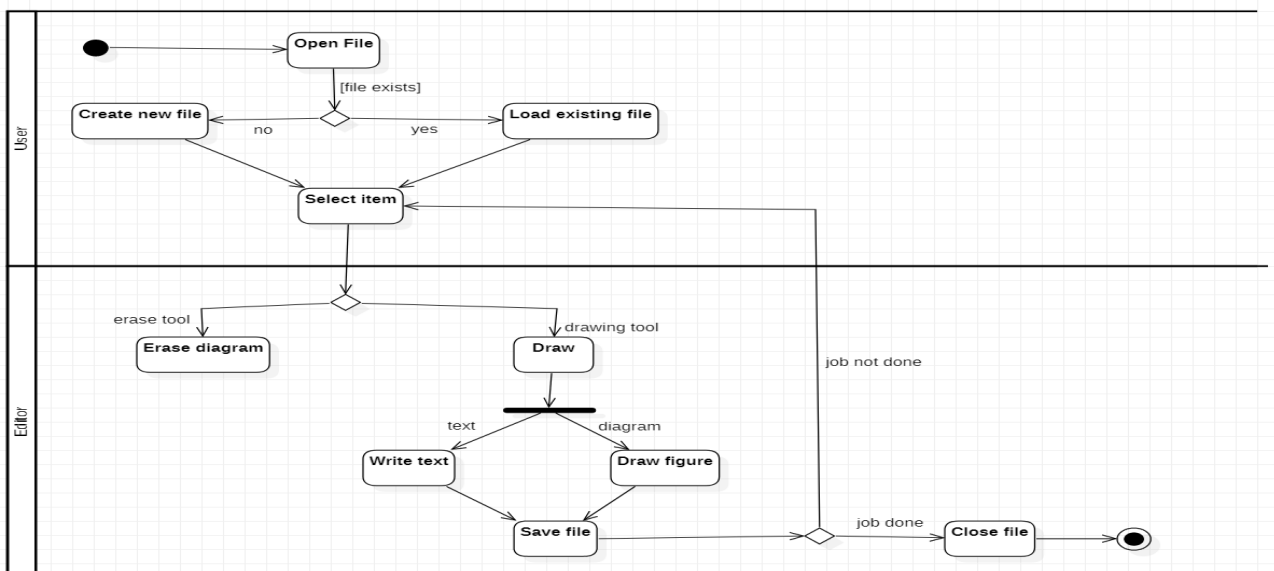 Open File
[file exists]
Create new file
no
yes
Load existing file
User
Select item
erase tool
drawing tool
Erase diagram
Draw
job not done
Editor
text
diagram
Write text
Draw figure
Save file
job done
Close file